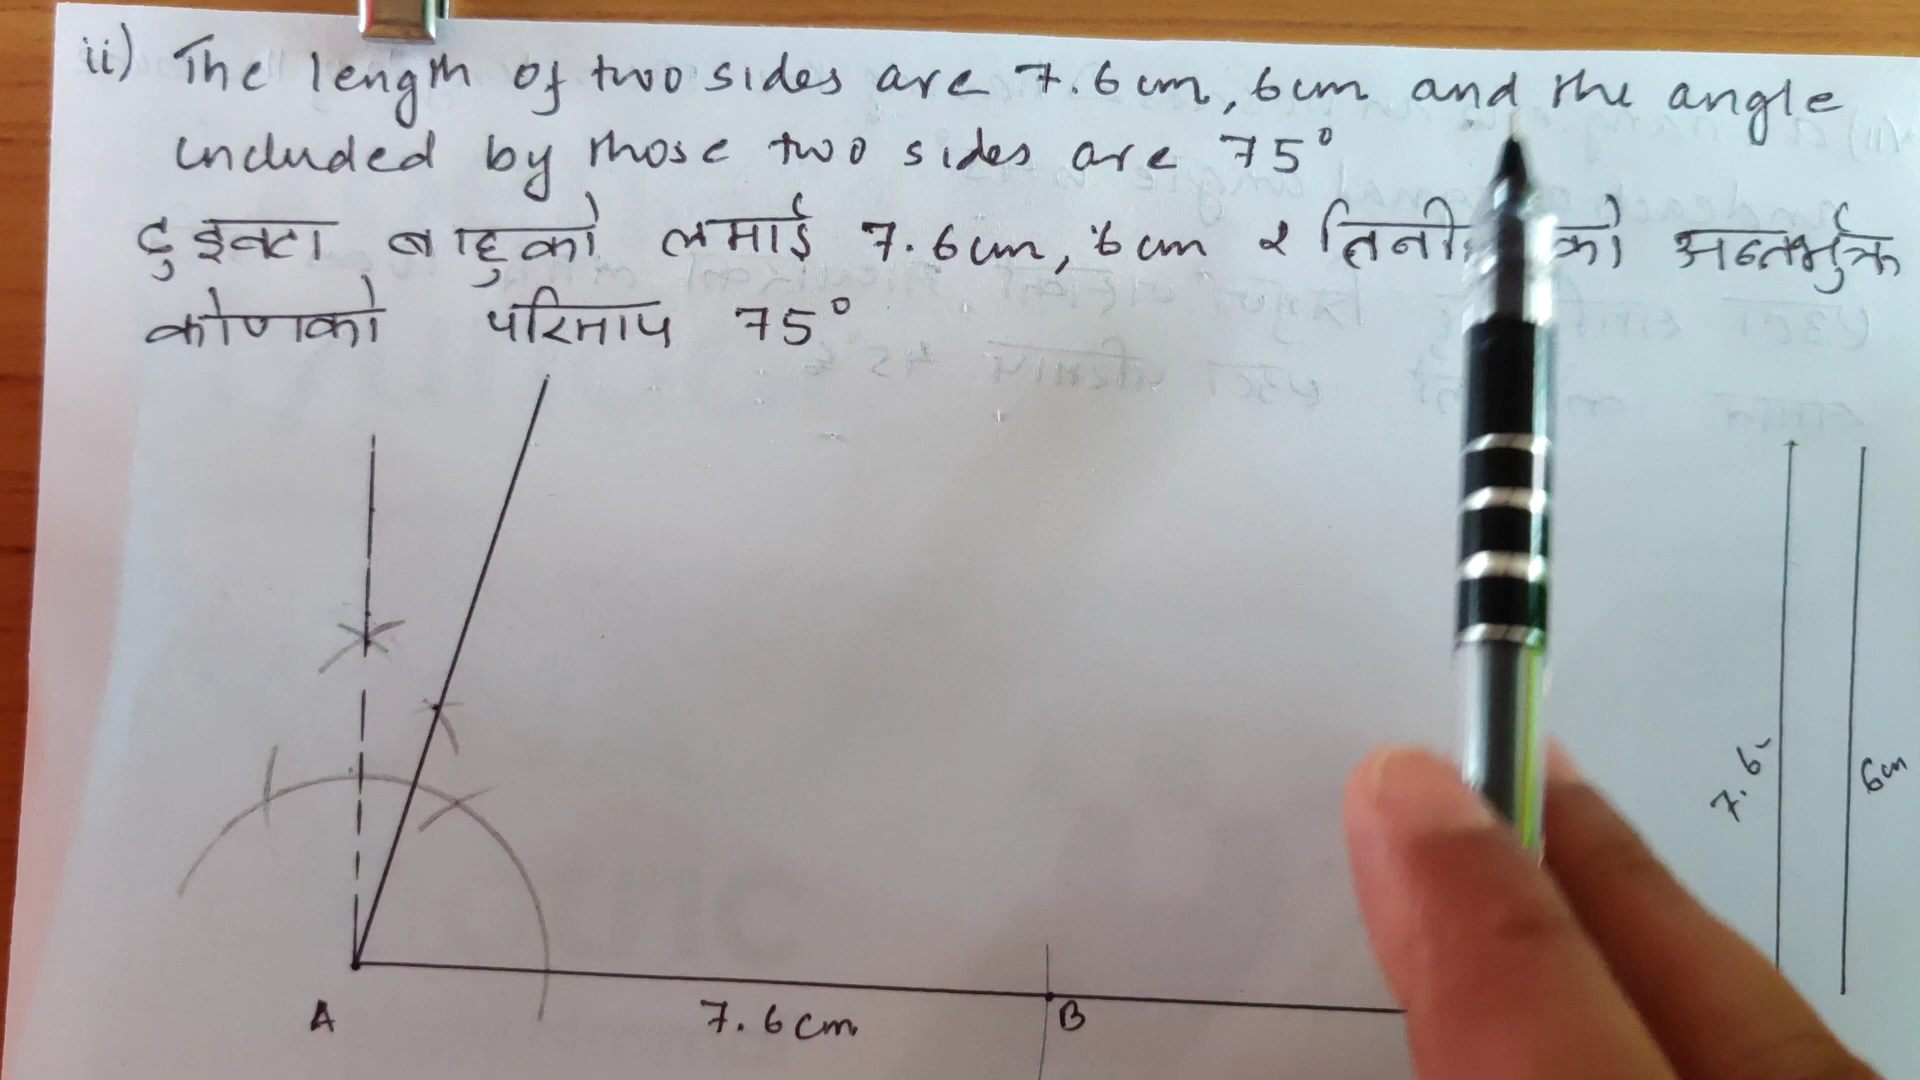 ii) The length of two sides are 7.6cm, 6cm and the angle
included by those two sides are 75°
दुइवटा बाहुको लमाई 7.6cm, 6cm र तिनी को अन्तर्भुक्त
कोणको परिमाप 75°
7.6
6cm
A
7.6cm
B